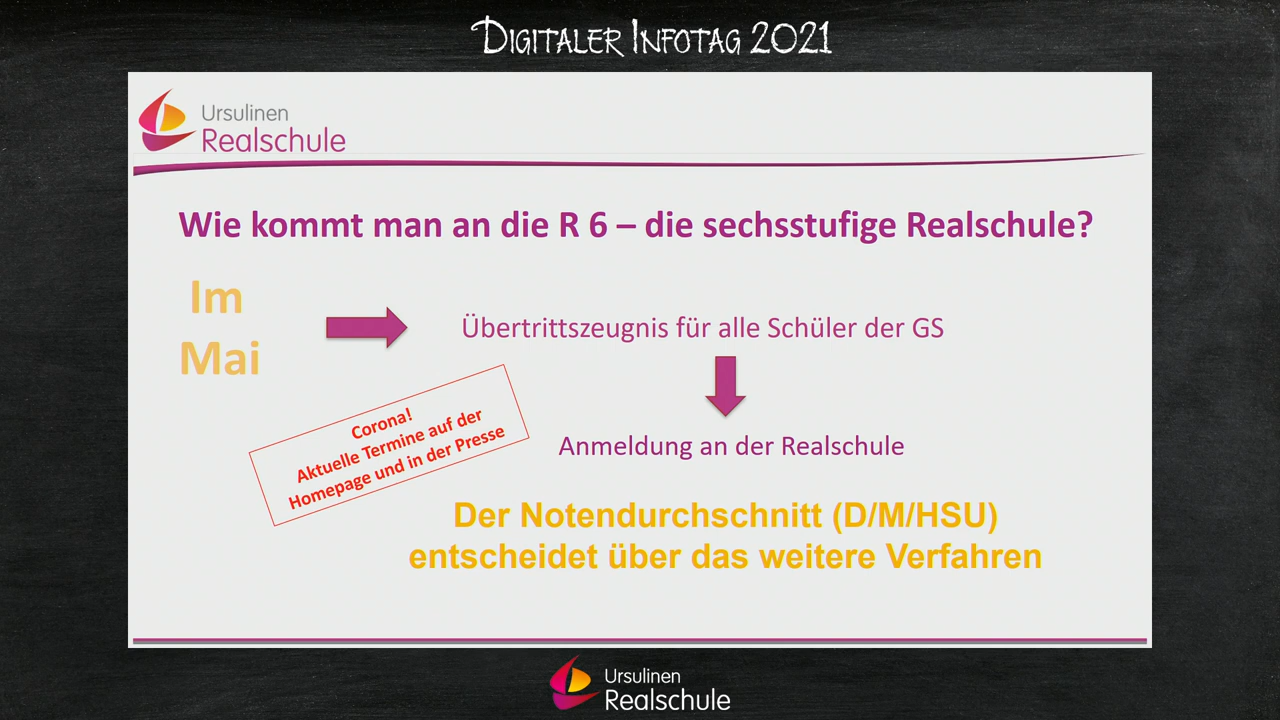 DIGITALER INFOTAG 2021
Ursulinen
Realschule
Wie kommt man an die R 6 – die sechsstufige Realschule?
Im
Mai
Übertrittszeugnis für alle Schüler der GS
Corona!
Aktuelle Termine auf der
Homepage und in der Presse
Anmeldung an der Realschule
Der Notendurchschnitt (D/M/HSU)
entscheidet über das weitere Verfahren
Ursulinen
Realschule